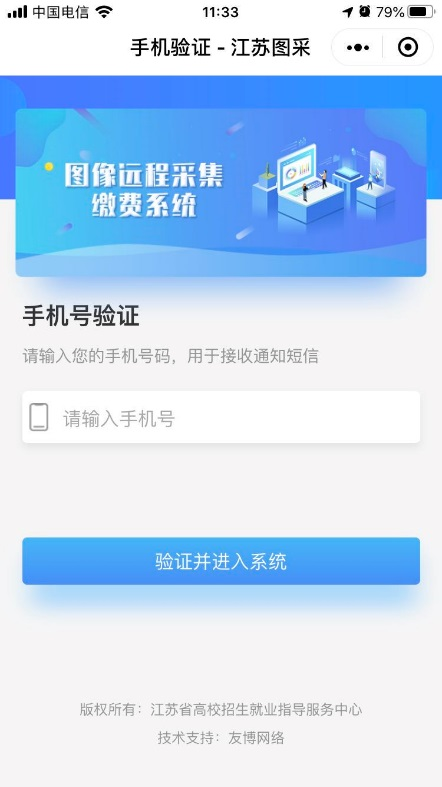 中国电信
11:33
79%
手机验证 - 江苏图采
图像远程采集
缴费系统
手机号验证
请输入您的手机号码，用于接收通知短信
请输入手机号
验证并进入系统
版权所有：江苏省高校招生就业指导服务中心
技术支持：友博网络